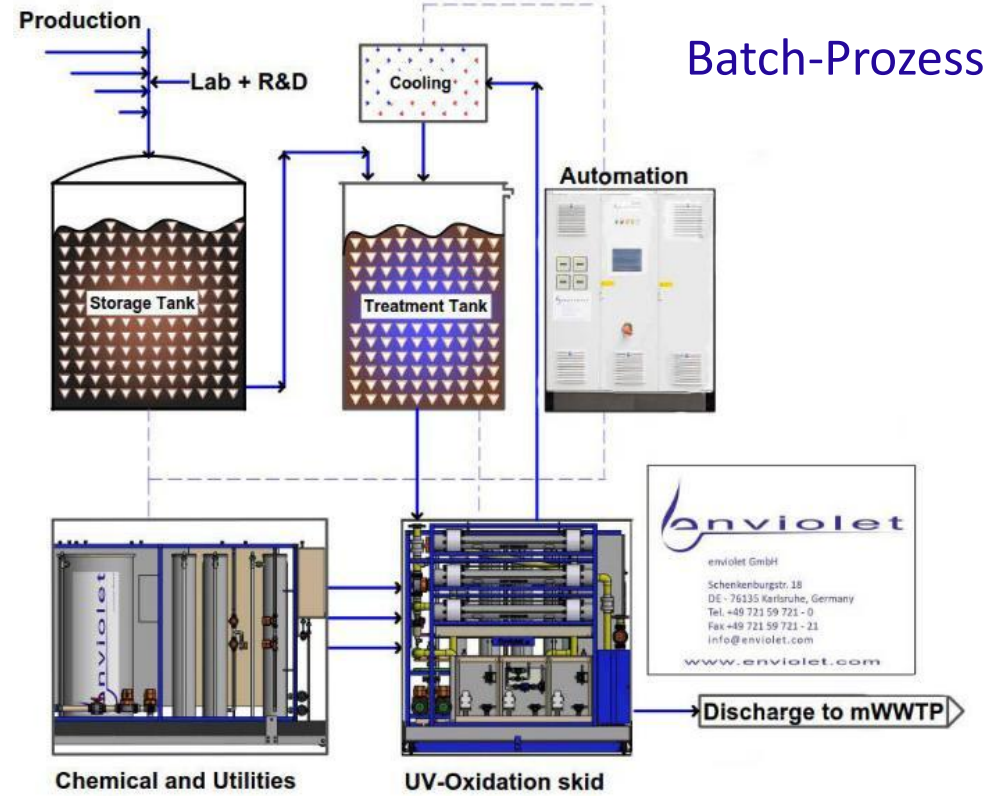 Production
Batch-Prozess
Lab + R&D
Cooling
Automation
Storage Tank
Treatment Tank
enviolet
enviolet GmbH
Schenkenburgstr. 18
DE - 76135 Karlsruhe, Germany
Tel. +49 721 59 721 - 0
Fax +49 721 59 721 - 21
info@enviolet.com
www.enviolet.com
enviolet
Discharge to mWWTP
Chemical and Utilities
UV-Oxidation skid